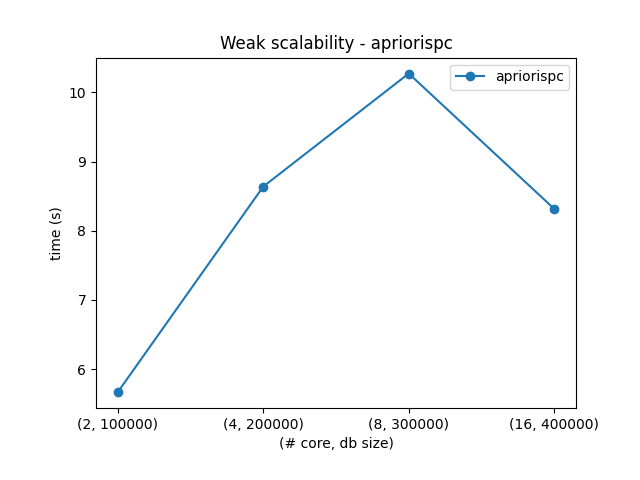 Weak scalability - apriorispc
apriorispc
10
9
8
7
6
time (s)
(2, 100000)
(4, 200000)
(8, 300000)
(16, 400000)
(# core, db size)